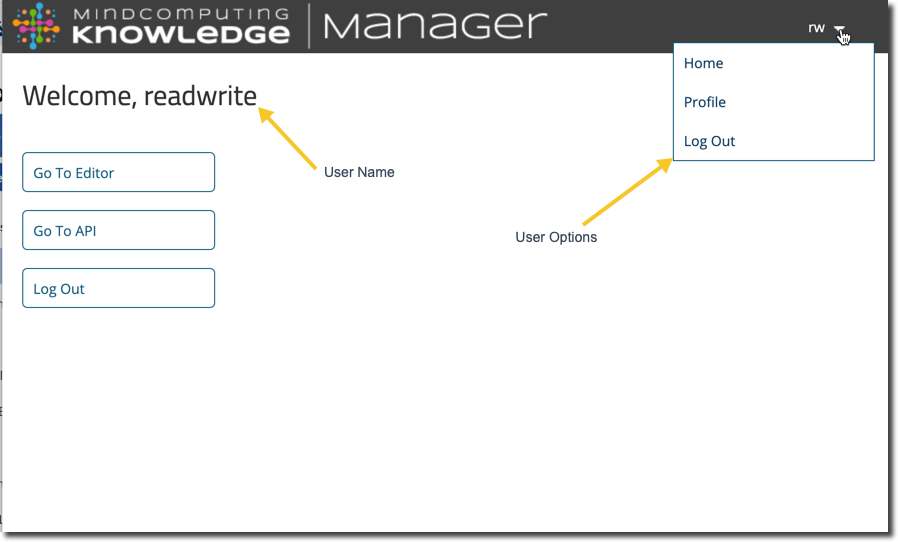 MINDCOMPUTING
KNOWLEDGE
Manager
rw
Home
Profile
Log Out
Welcome, readwrite
User Name
User Options
Go To Editor
Go To API
Log Out